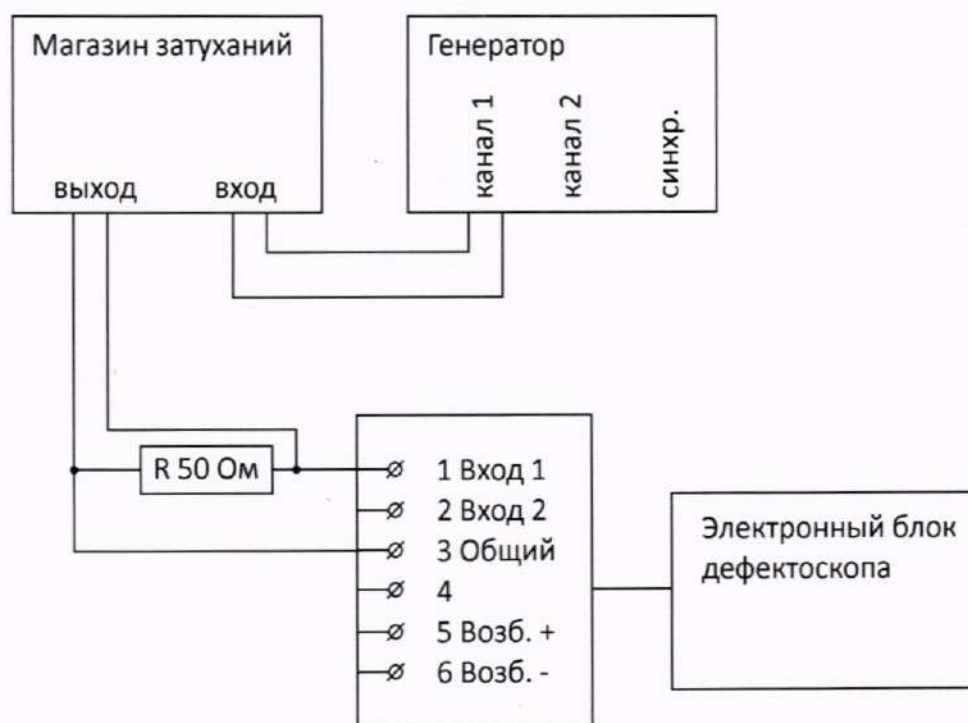 Магазин затуханий
выход
вход
Генератор
канал 1
канал 2
синхр.
R 50 Ом
1 Вход 1
2 Вход 2
3 Общий
4
5 Возб. +
6 Возб. -
Электронный блок
дефектоскопа